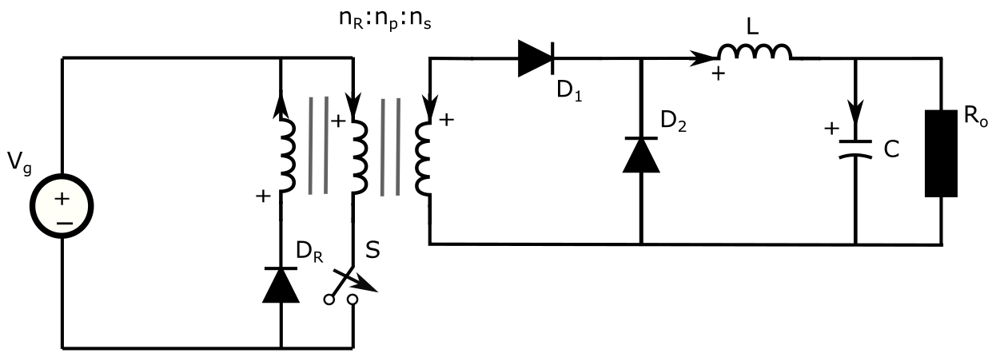 nR:np:ns
L
+
D1
+
+
D2
+
Ro
C
Vg
+
−
+
DR
S